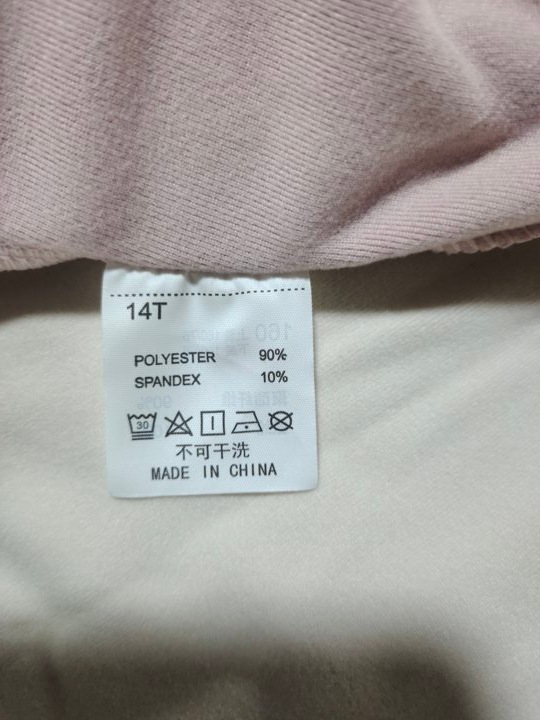 14T
POLYESTER 90%
SPANDEX 10%
30
不可干洗
MADE IN CHINA